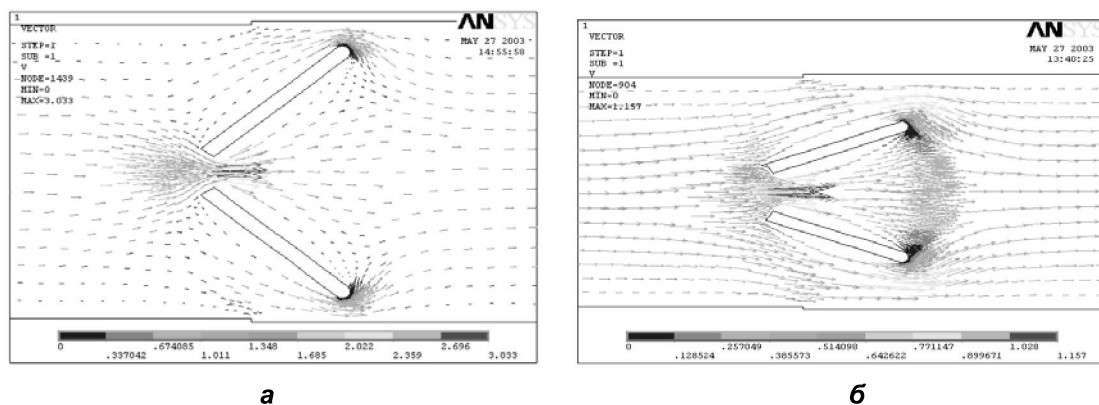 1
VECTOR
STEP=1
SUB =1
V
NODE=1439
MIN=0
MAX=3.033
ANSYS
MAY 27 2003
14:55:58
0 .674085 1.348 2.022 2.696
.337042 1.011 1.685 2.359 3.033
а
1
VECTOR
STEP=1
SUB =1
V
NODE=904
MIN=0
MAX=1.157
ANSYS
MAY 27 2003
13:40:25
0 .257049 .514098 .771147 1.028
.128524 .385573 .642622 .899671 1.157
б